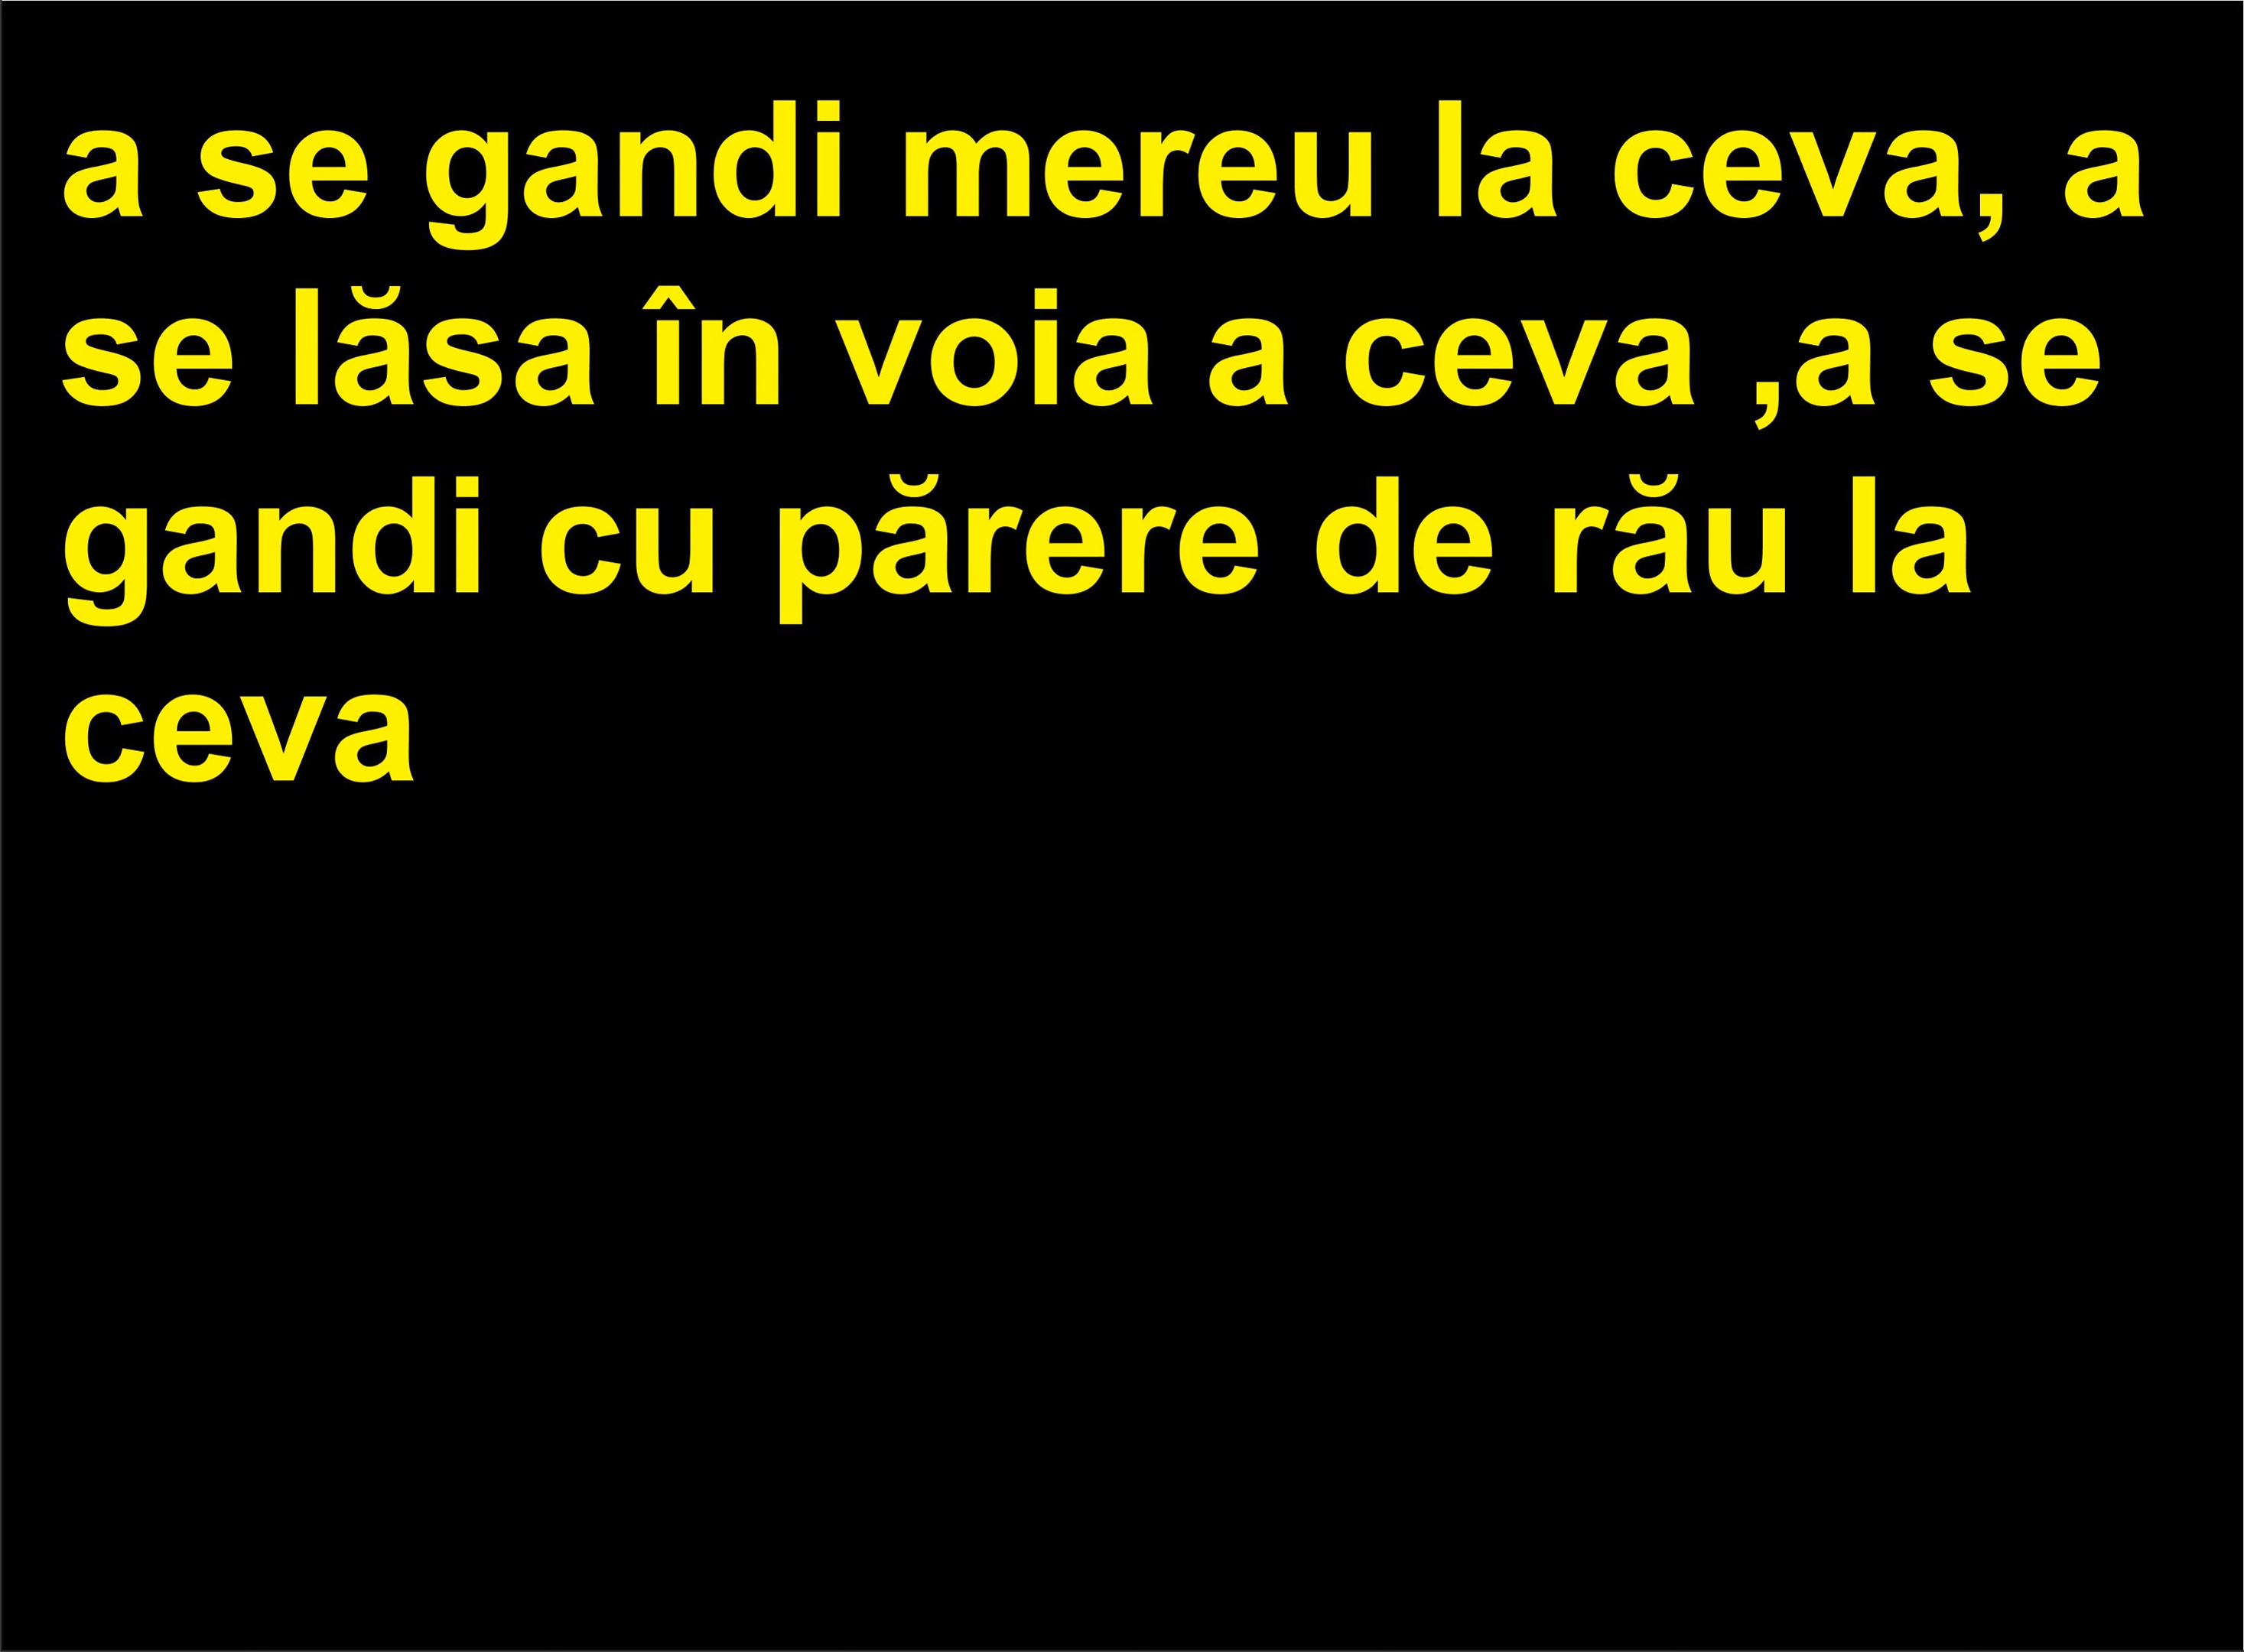 a se gandi mereu la ceva, a
se lăsa în voia a ceva ,a se
gandi cu părere de rău la
ceva